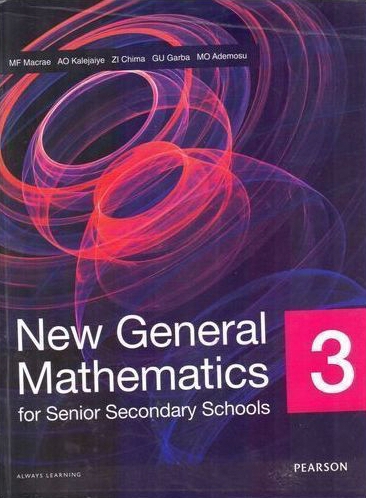 MF Macrae AO Kalejaiye ZI Chima GU Garba MO Ademosu
New General
Mathematics
for Senior Secondary Schools
3
ALWAYS LEARNING
PEARSON